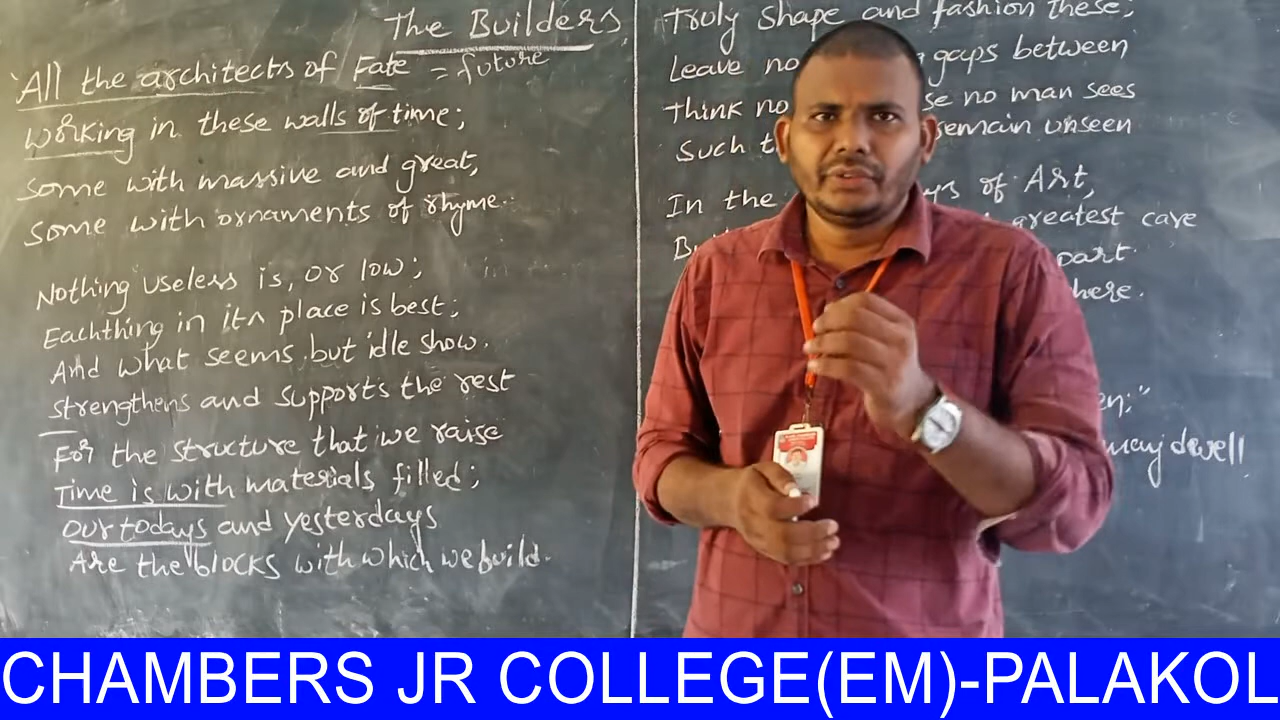 The Builders
'All the architects of Fate = future
working in these walls of time;
some with massive and great,
some with ornaments of rhyme.
Nothing useless is, or low;
Eachthing in its place is best;
And what seems but idle show.
strengthens and supports the rest
For the structure that we raise
Time is with materials filled;
our todays and yesterdays
Are the blocks with which we build.
Truly shape and fashion these;
Leave no gaps between
Think no no man sees
Such remain unseen
In the of Art,
greatest care
part
here.
may dwell
CHAMBERS JR COLLEGE(EM)-PALAKOL